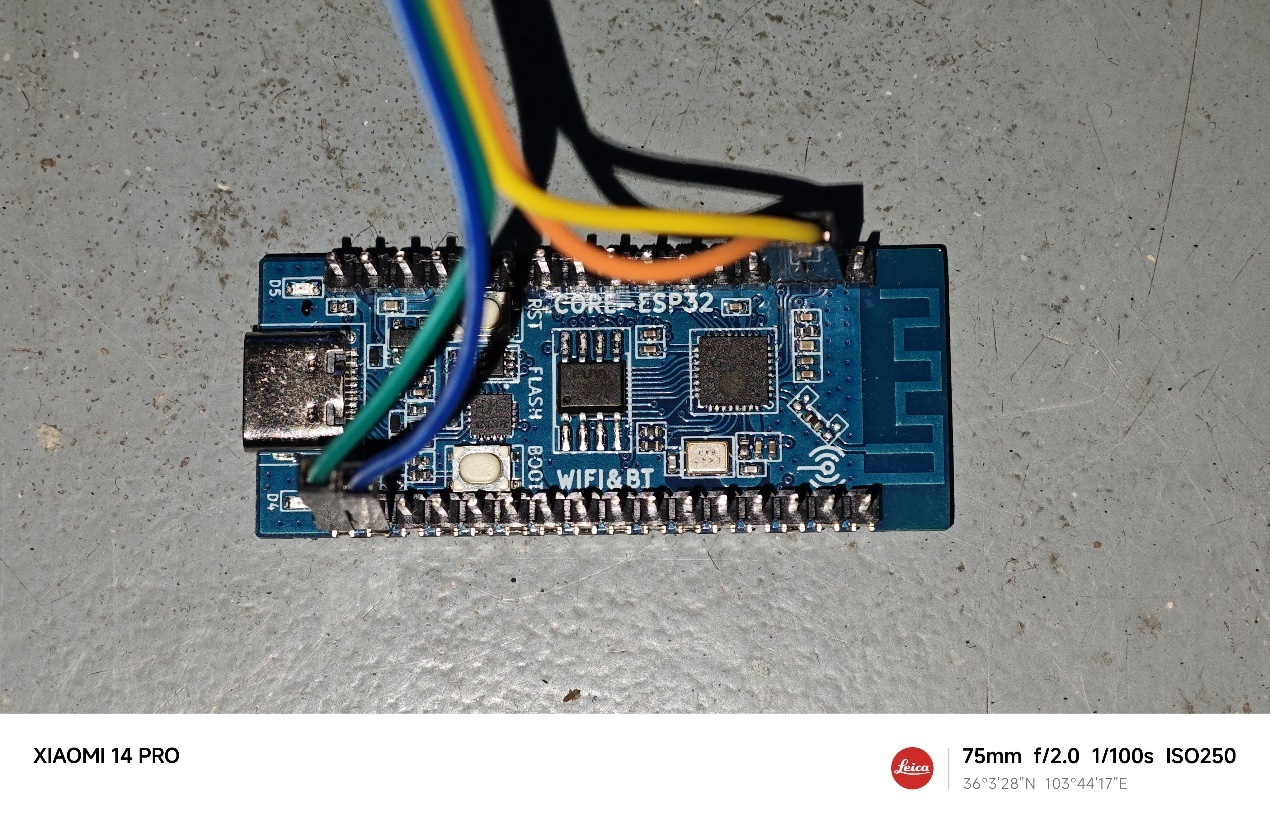 D5
RST
CORE-ESP32
FLASH
BOOT
D4
WIFI&BT
XIAOMI 14 PRO
Leica
75mm f/2.0 1/100s ISO250
36°3'28"N 103°44'17"E